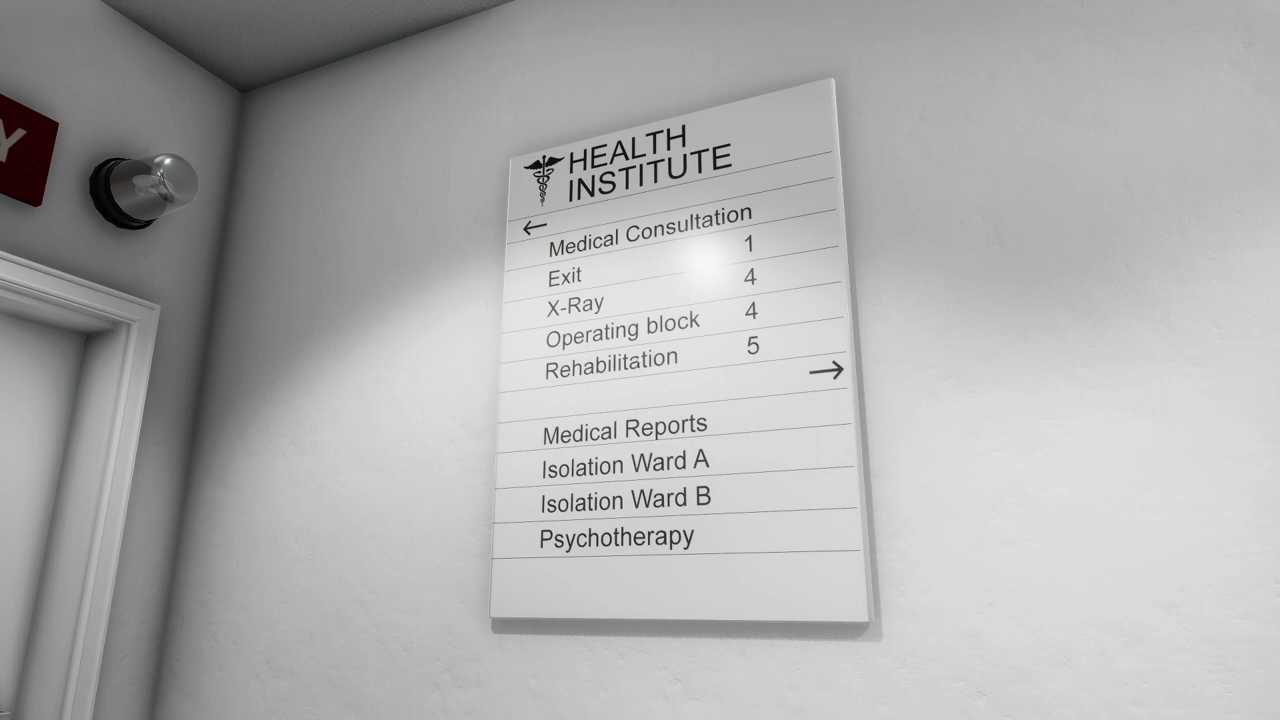 Y
HEALTH
INSTITUTE
←
Medical Consultation
Exit 1
X-Ray 4
Operating block 4
Rehabilitation 5
→
Medical Reports
Isolation Ward A
Isolation Ward B
Psychotherapy